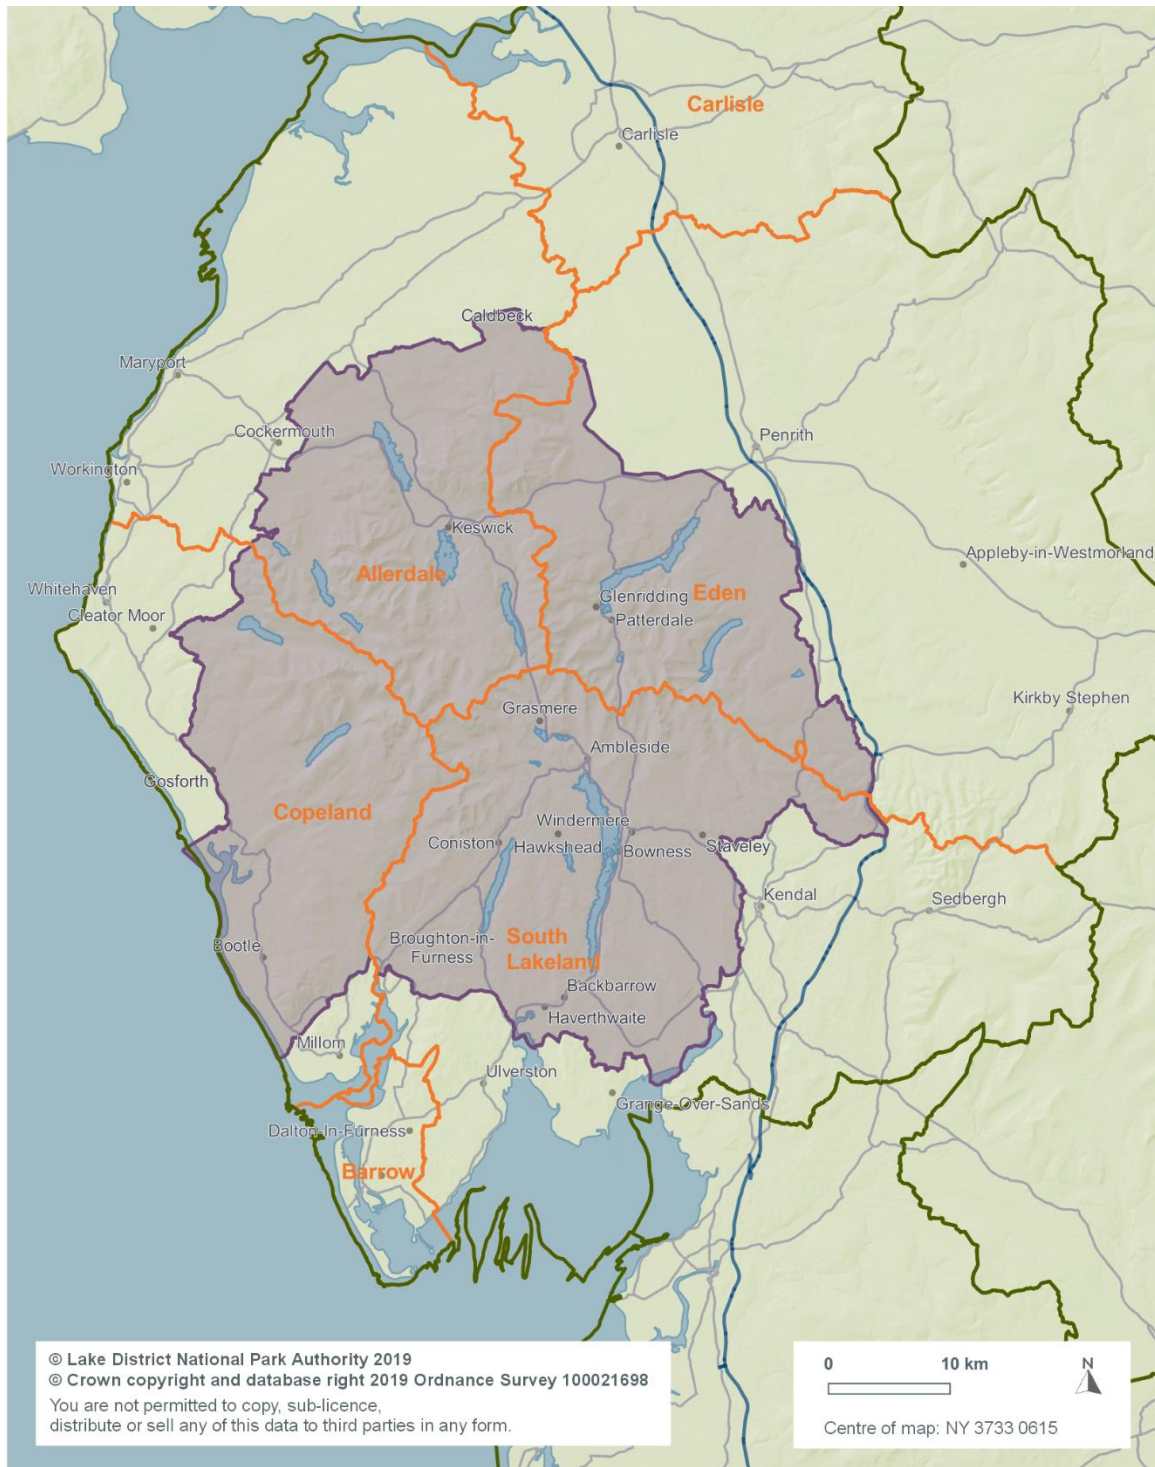 Carlisle
Carlisle
Caldbeck
Maryport
Cockermouth
Penrith
Workington
Keswick
Appleby-in-Westmorland
Allerdale
Whitehaven
Glenridding
Eden
Cleator Moor
Patterdale
Kirkby Stephen
Grasmere
Ambleside
Gosforth
Copeland
Windermere
Coniston
Hawkshead
Bowness
Staveley
Kendal
Sedbergh
Broughton-in-
Furness
South
Lakeland
Bootle
Backbarrow
Haverthwaite
Millom
Ulverston
Grange-Over-Sands
Dalton-In-Furness
Barrow
© Lake District National Park Authority 2019
© Crown copyright and database right 2019 Ordnance Survey 100021698
You are not permitted to copy, sub-licence,
distribute or sell any of this data to third parties in any form.
0 10 km N
Centre of map: NY 3733 0615